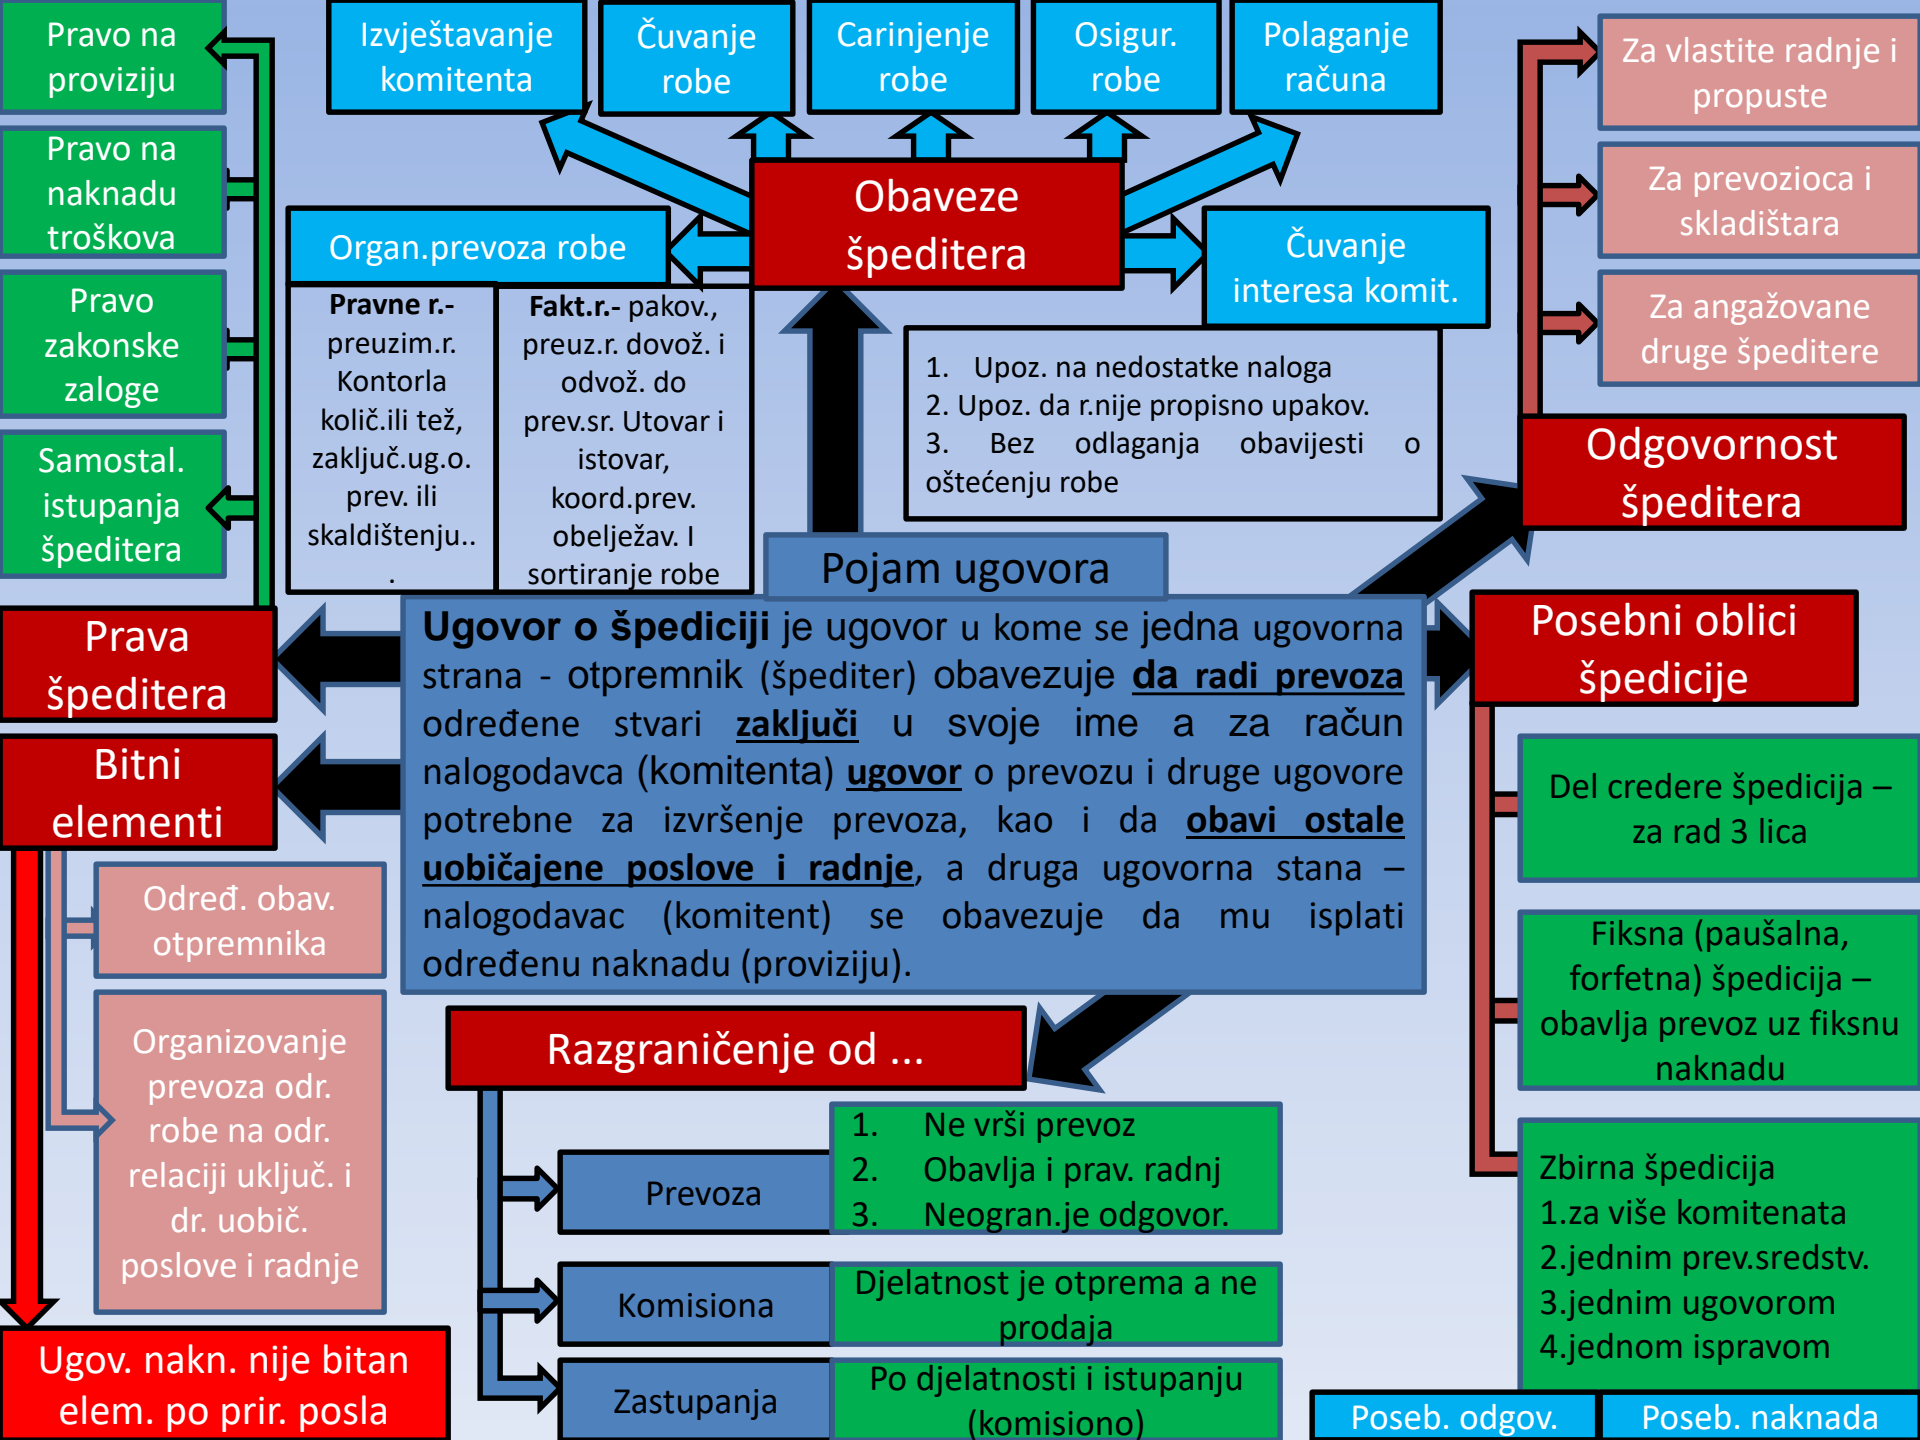 Pravo na
proviziju
Pravo na
naknadu
troškova
Pravo
zakonske
zaloge
Samostal.
istupanja
špeditera
Prava
špeditera
Izvještavanje
komitenta
Čuvanje
robe
Carinjenje
robe
Osigur.
robe
Polaganje
računa
Obaveze
špeditera
Organ.prevoza robe
Čuvanje
interesa komit.
Pravne r.-
preuzim.r.
Kontorla
količ.ili tež,
zaključ.ug.o.
prev. ili
skaldištenju..
.
Fakt.r.- pakov.,
preuz.r. dovož. i
odvož. do
prev.sr. Utovar i
istovar,
koord.prev.
obelježav. I
sortiranje robe
1. Upoz. na nedostatke naloga
2. Upoz. da r.nije propisno upakov.
3. Bez odlaganja obavijesti o
oštećenju robe
Za vlastite radnje i
propuste
Za prevozioca i
skladištara
Za angažovane
druge špeditere
Odgovornost
špeditera
Pojam ugovora
Ugovor o špediciji je ugovor u kome se jedna ugovorna
strana - otpremnik (špediter) obavezuje da radi prevoza
određene stvari zaključi u svoje ime a za račun
nalogodavca (komitenta) ugovor o prevozu i druge ugovore
potrebne za izvršenje prevoza, kao i da obavi ostale
uobičajene poslove i radnje, a druga ugovorna stana –
nalogodavac (komitent) se obavezuje da mu isplati
određenu naknadu (proviziju).
Bitni
elementi
Određ. obav.
otpremnika
Organizovanje
prevoza odr.
robe na odr.
relaciji uključ. i
dr. uobič.
poslove i radnje
Ugov. nakn. nije bitan
elem. po prir. posla
Razgraničenje od ...
Prevoza
1. Ne vrši prevoz
2. Obavlja i prav. radnj
3. Neogran.je odgovor.
Komisiona
Djelatnost je otprema a ne
prodaja
Zastupanja
Po djelatnosti i istupanju
(komisiono)
Posebni oblici
špedicije
Del credere špedicija –
za rad 3 lica
Fiksna (paušalna,
forfetna) špedicija –
obavlja prevoz uz fiksnu
naknadu
Zbirna špedicija
1.za više komitenata
2.jednim prev.sredstv.
3.jednim ugovorom
4.jednom ispravom
Poseb. odgov.
Poseb. naknada